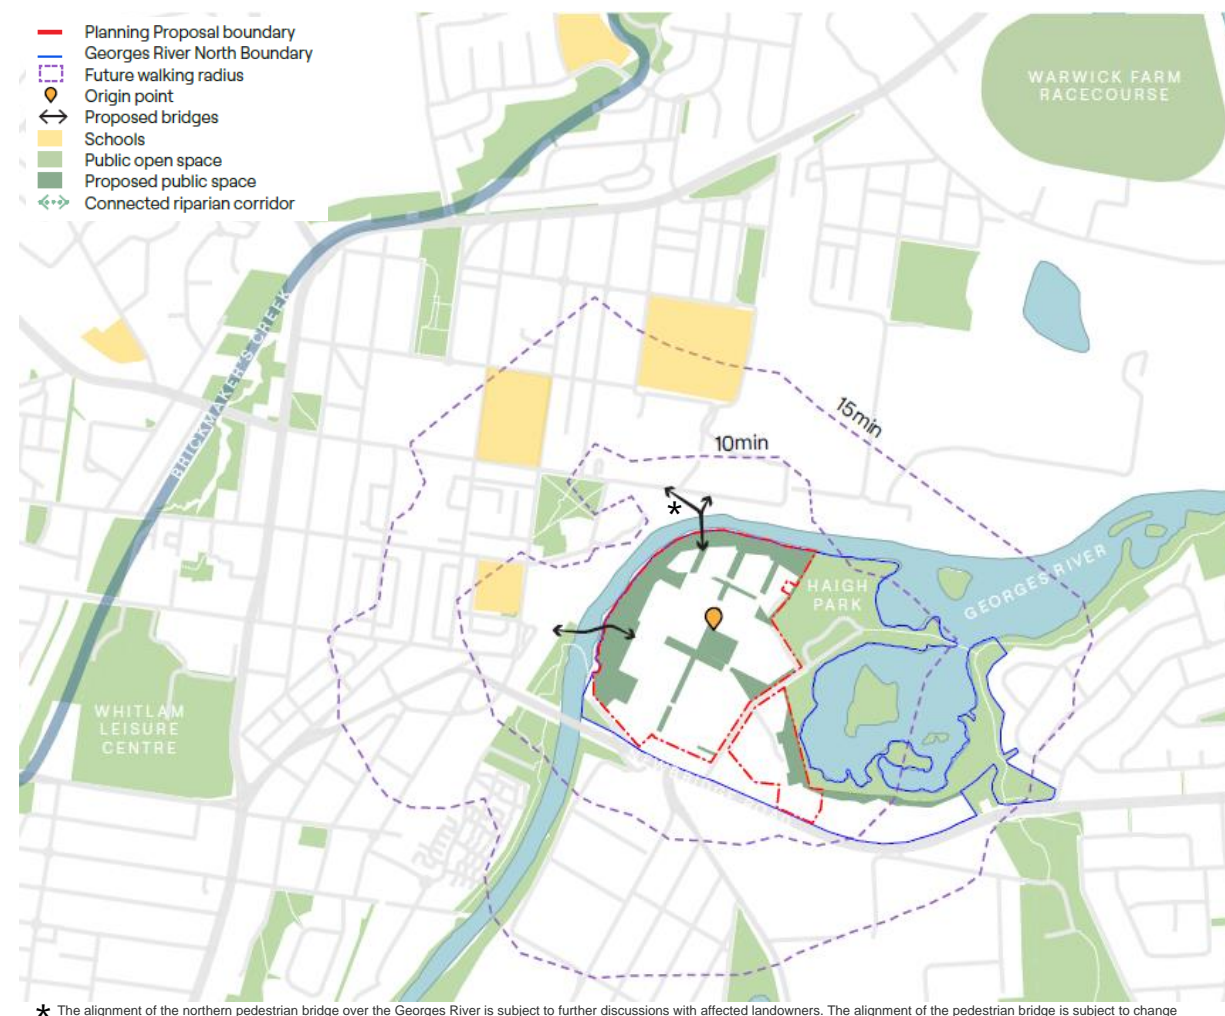 Planning Proposal boundary
Georges River North Boundary
Future walking radius
Origin point
Proposed bridges
Schools
Public open space
Proposed public space
Connected riparian corridor
WARWICK FARM
RACECOURSE
BRICKMAKER'S CREEK
15min
10min
*
HAIGH
PARK
GEORGES RIVER
WHITLAM
LEISURE
CENTRE
* The alignment of the northern pedestrian bridge over the Georges River is subject to further discussions with affected landowners. The alignment of the pedestrian bridge is subject to change